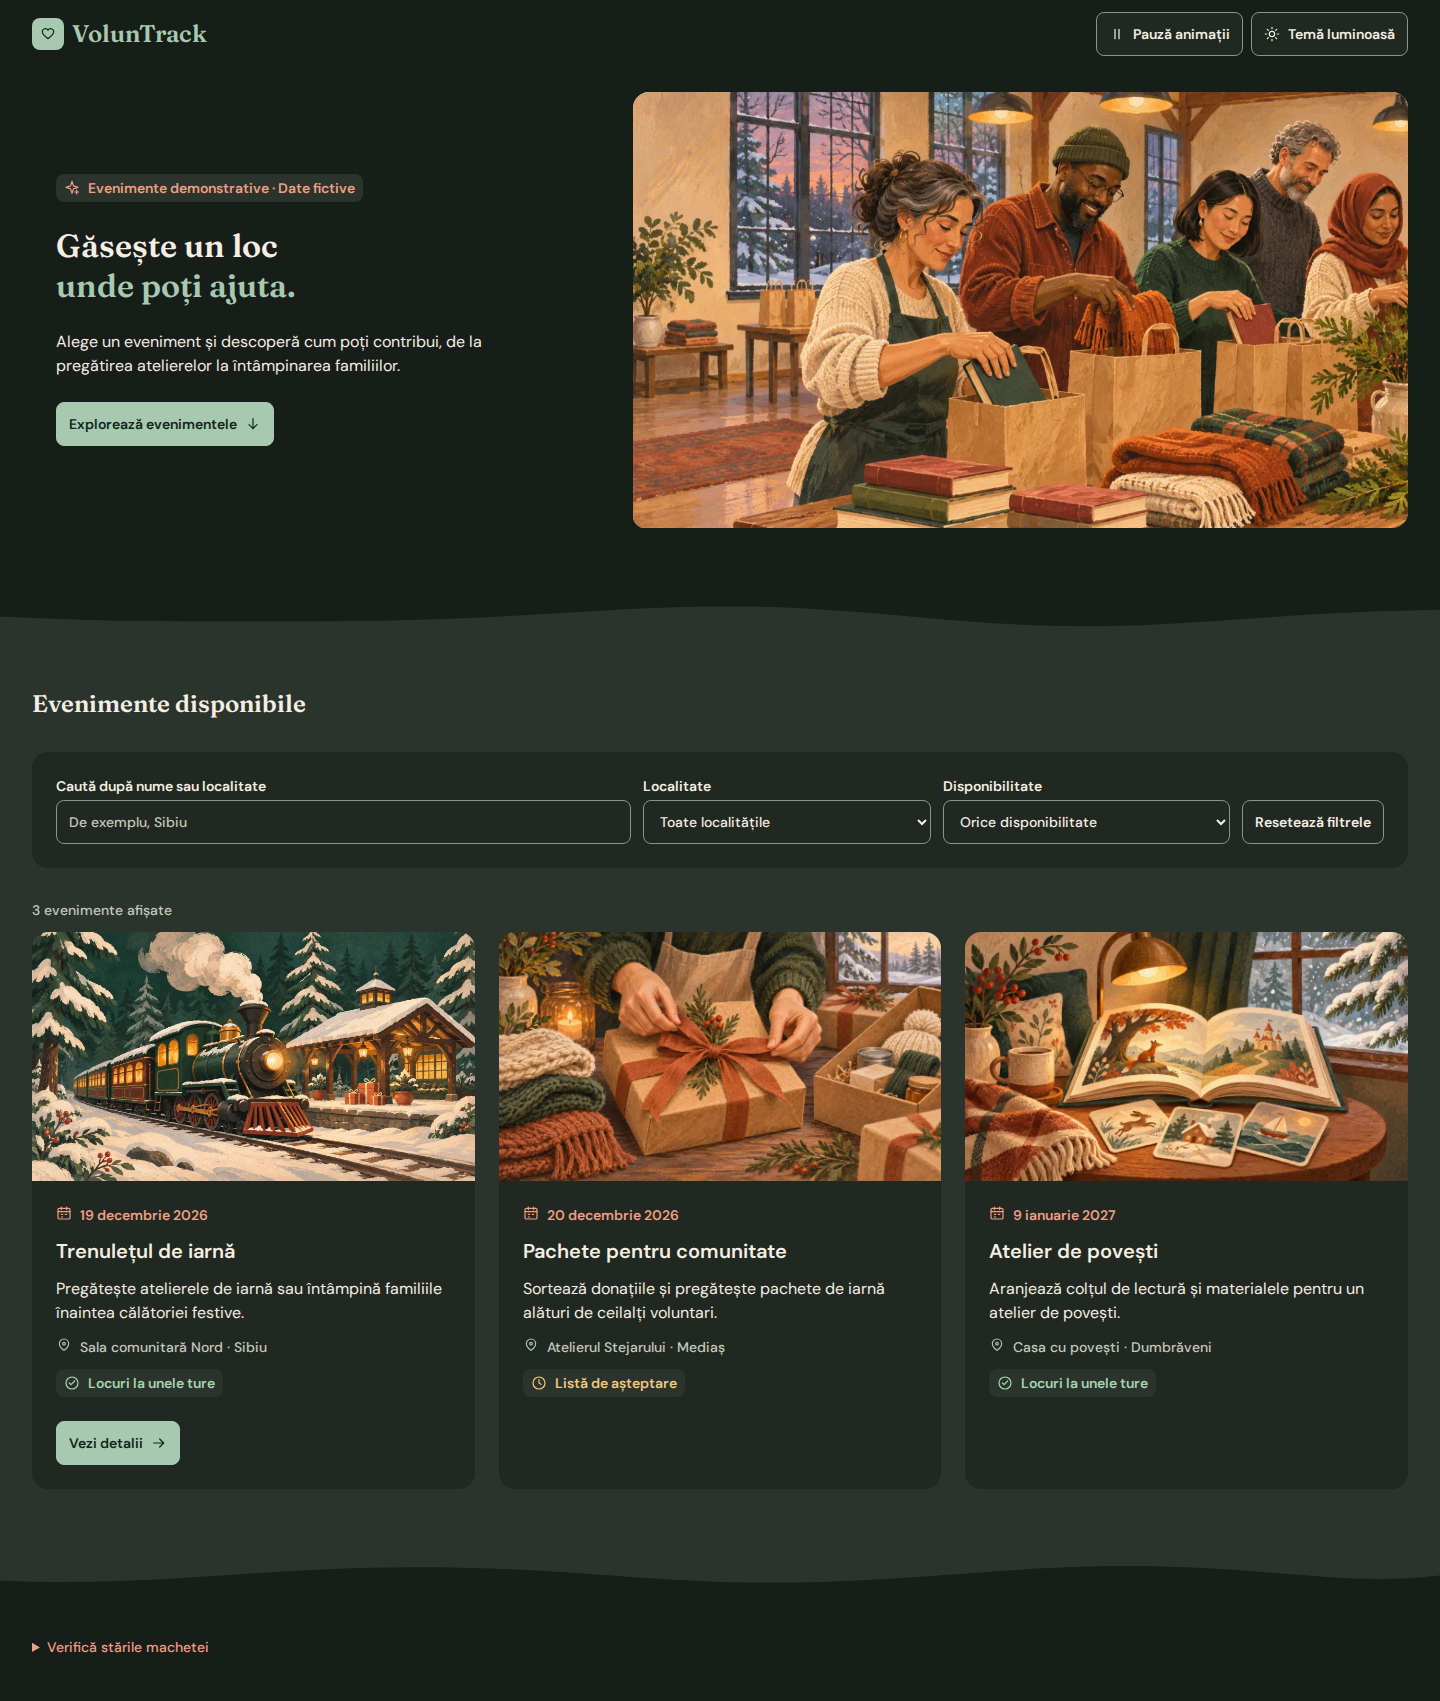 VolunTrack
Pauză animații
Temă luminoasă
Evenimente demonstrative · Date fictive
Găsește un loc
unde poți ajuta.
Alege un eveniment și descoperă cum poți contribui, de la
pregătirea atelierelor la întâmpinarea familiilor.
Explorează evenimentele
Evenimente disponibile
Caută după nume sau localitate
Localitate
Disponibilitate
De exemplu, Sibiu
Toate localitățile
Orice disponibilitate
Resetează filtrele
3 evenimente afișate
19 decembrie 2026
Trenulețul de iarnă
Pregătește atelierele de iarnă sau întâmpină familiile
înaintea călătoriei festive.
Sala comunitară Nord · Sibiu
Locuri la unele ture
Vezi detalii
20 decembrie 2026
Pachete pentru comunitate
Sortează donațiile și pregătește pachete de iarnă
alături de ceilalți voluntari.
Atelierul Stejarului · Mediaș
Listă de așteptare
9 ianuarie 2027
Atelier de povești
Aranjează colțul de lectură și materialele pentru un
atelier de povești.
Casa cu povești · Dumbrăveni
Locuri la unele ture
Verifică stările machetei